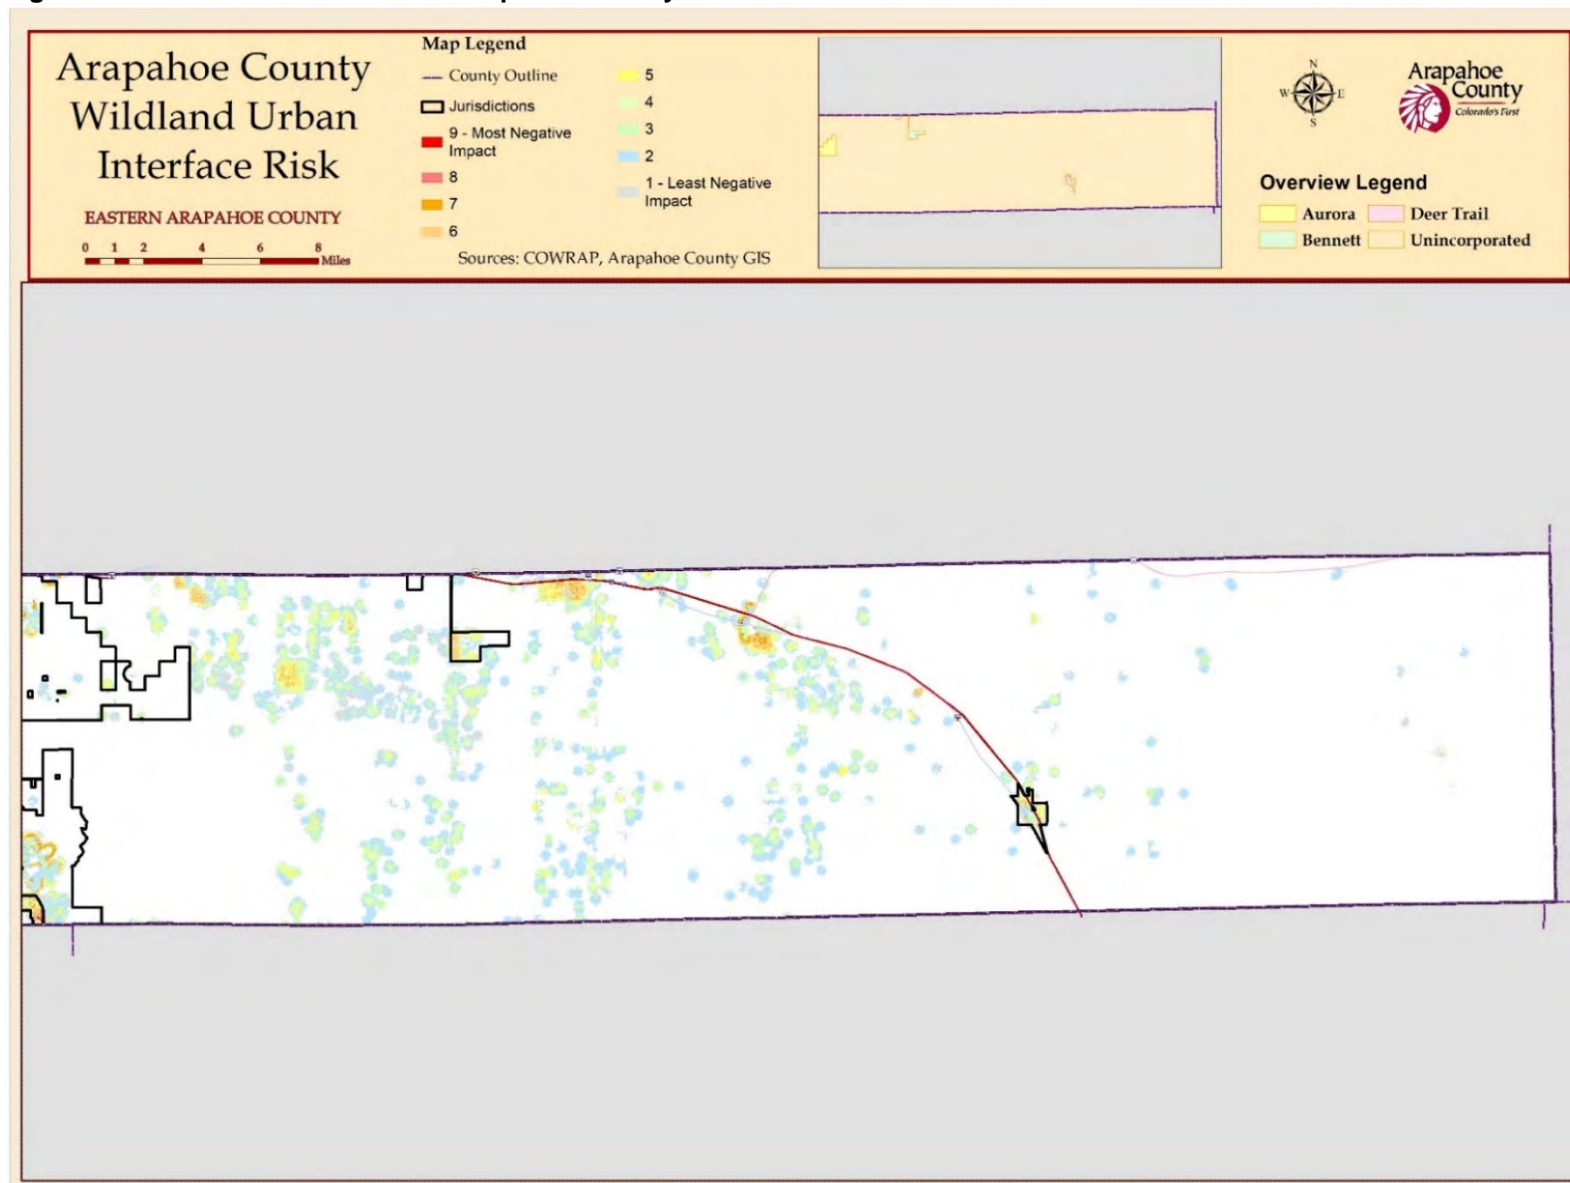 Arapahoe County
Wildland Urban
Interface Risk
EASTERN ARAPAHOE COUNTY
0 1 2 4 6 8
Miles
Map Legend
County Outline
Jurisdictions
9 - Most Negative
Impact
8
7
6
5
4
3
2
1 - Least Negative
Impact
Sources: COWRAP, Arapahoe County GIS
N
W E
S
Arapahoe
County
Colorado's First
Overview Legend
Aurora
Deer Trail
Bennett
Unincorporated